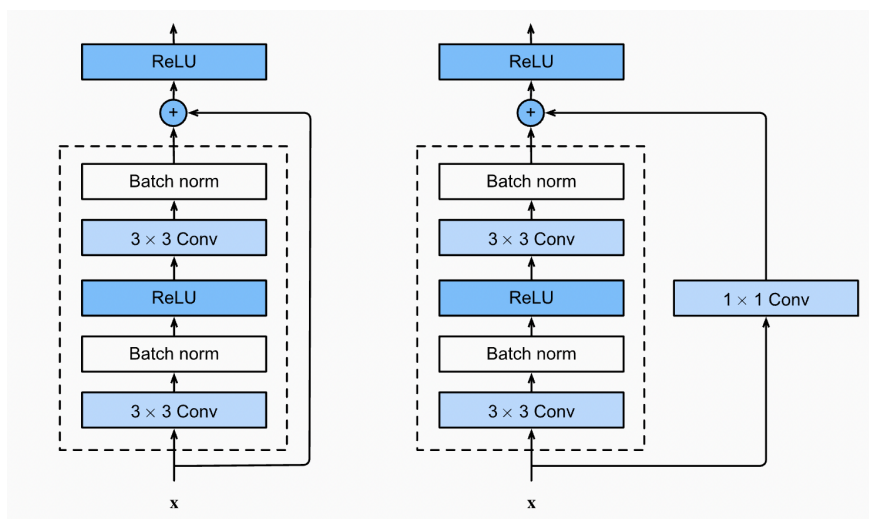 ReLU
+
Batch norm
3 × 3 Conv
ReLU
Batch norm
3 × 3 Conv
x
ReLU
+
Batch norm
3 × 3 Conv
ReLU
1 × 1 Conv
Batch norm
3 × 3 Conv
x